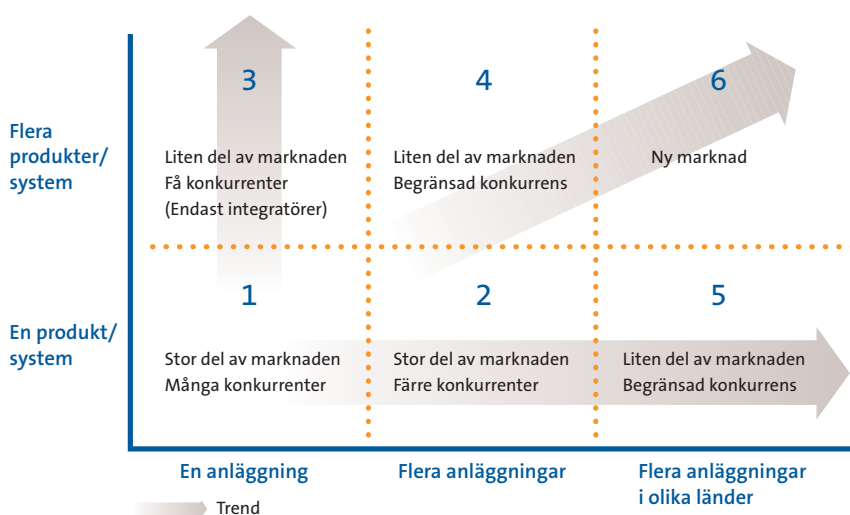 Flera
produkter/
system
3
Liten del av marknaden
Få konkurrenter
(Endast integratörer)
4
Liten del av marknaden
Begränsad konkurrens
6
Ny marknad
En produkt/
system
1
Stor del av marknaden
Många konkurrenter
2
Stor del av marknaden
Färre konkurrenter
5
Liten del av marknaden
Begränsad konkurrens
En anläggning
Flera anläggningar
Flera anläggningar
i olika länder
Trend